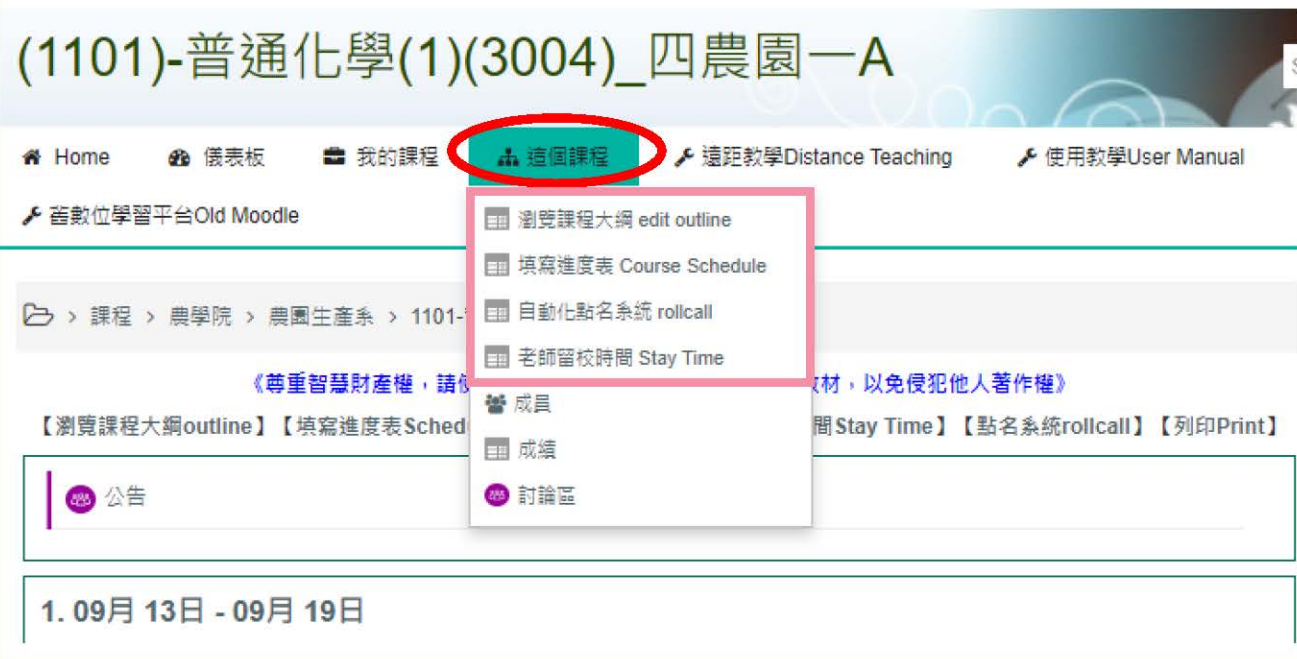 (1101)-普通化學(1)(3004)_四農園一A
Home 儀表板 我的課程 這個課程 遠距教學Distance Teaching 使用教學User Manual
舊數位學習平台Old Moodle
瀏覽課程大綱 edit outline
填寫進度表 Course Schedule
自動化點名系統 rollcall
老師留校時間 Stay Time
成員
成績
討論區
課程 > 農學院 > 農園生產系 > 1101-
《尊重智慧財產權，請 教材，以免侵犯他人著作權》
【瀏覽課程大綱outline】【填寫進度表Sched 間Stay Time】【點名系統rollcall】【列印Print】
公告
1. 09月 13日 - 09月 19日